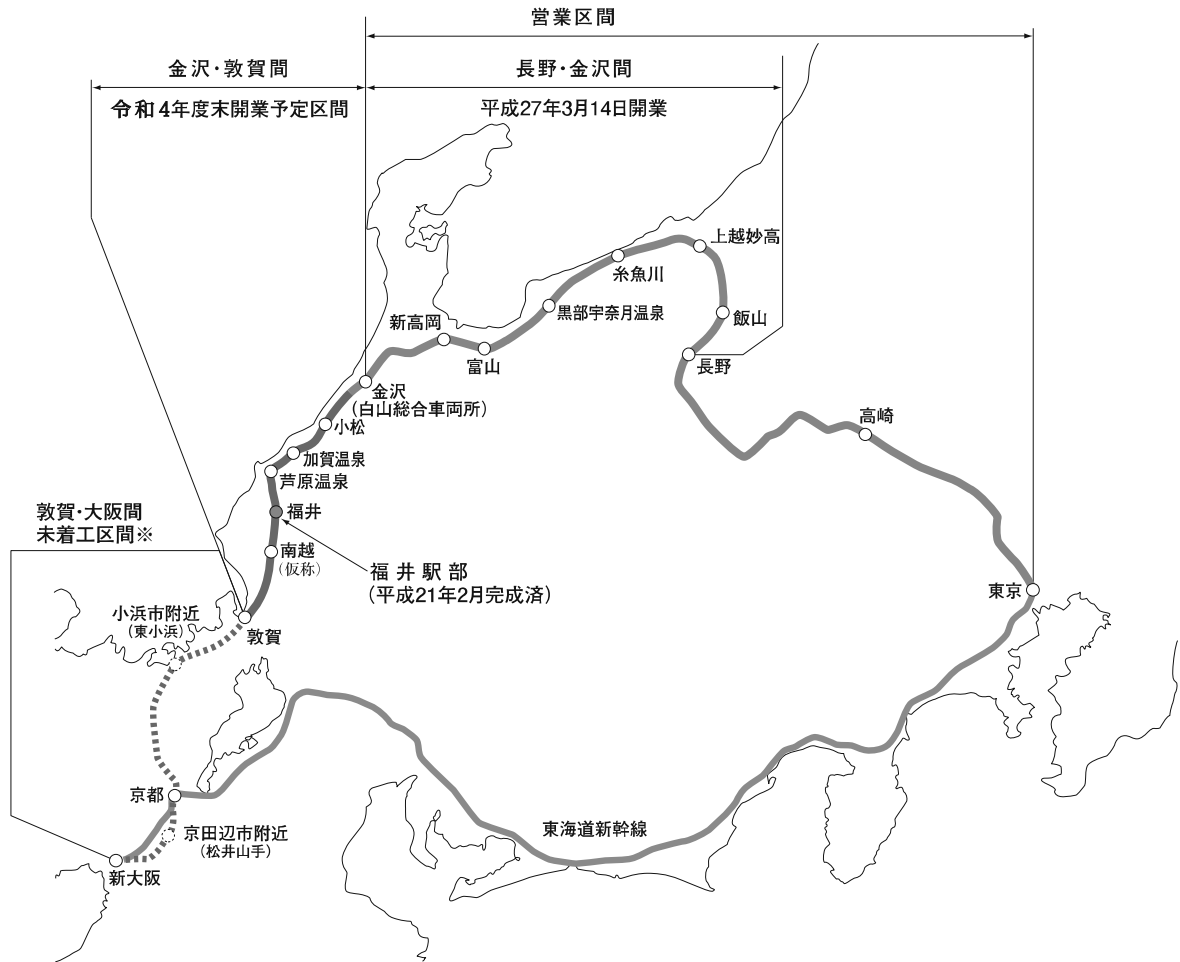 営業区間
金沢・敦賀間
長野・金沢間
令和4年度末開業予定区間
平成27年3月14日開業
上越妙高
糸魚川
黒部宇奈月温泉
飯山
新高岡
富山
長野
金沢
(白山総合車両所)
高崎
小松
加賀温泉
芦原温泉
敦賀・大阪間
未着工区間※
福井
南越
(仮称)
福井駅部
(平成21年2月完成済)
東京
小浜市附近
(東小浜)
敦賀
京都
京田辺市附近
(松井山手)
東海道新幹線
新大阪